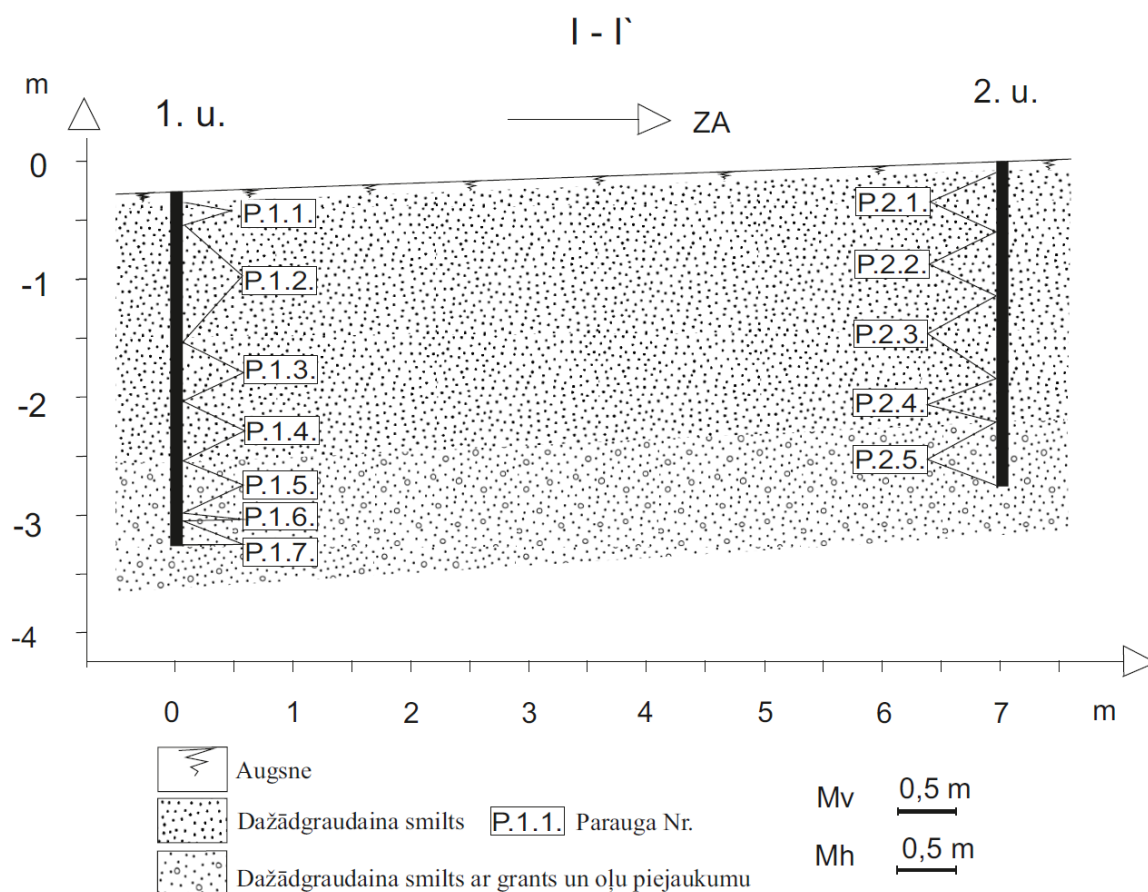 I - I`
m
1. u.
2. u.
ZA
0
-1
-2
-3
-4
P.1.1.
P.1.2.
P.1.3.
P.1.4.
P.1.5.
P.1.6.
P.1.7.
P.2.1.
P.2.2.
P.2.3.
P.2.4.
P.2.5.
0 1 2 3 4 5 6 7 m
Augsne
Dažādgraudaina smilts
P.1.1. Parauga Nr.
Dažādgraudaina smilts ar grants un oļu piejaukumu
Mv 0,5 m
Mh 0,5 m